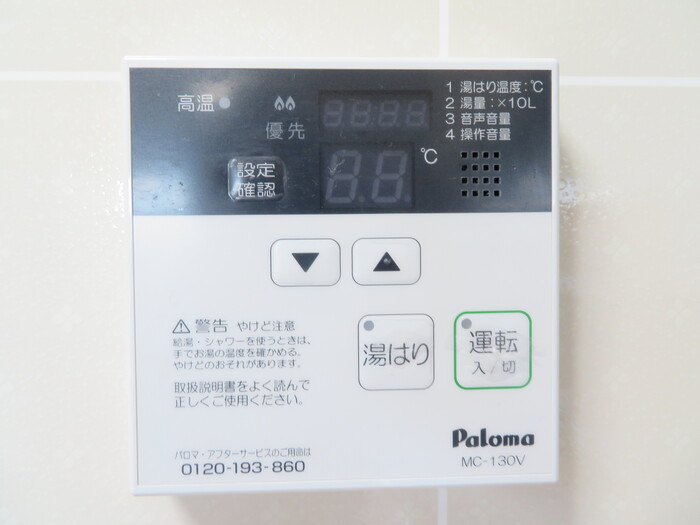 高温
優先
1 湯はり温度:℃
2 湯量:×10L
3 音声音量
4 操作音量
88:88
88
℃
設定
確認
▼ ▲
⚠ 警告 やけど注意
給湯・シャワーを使うときは、
手でお湯の温度を確かめる。
やけどのおそれがあります。
取扱説明書をよく読んで
正しくご使用ください。
湯はり
運転
入/切
パロマ・アフターサービスのご用品は
0120-193-860
Paloma
MC-130V